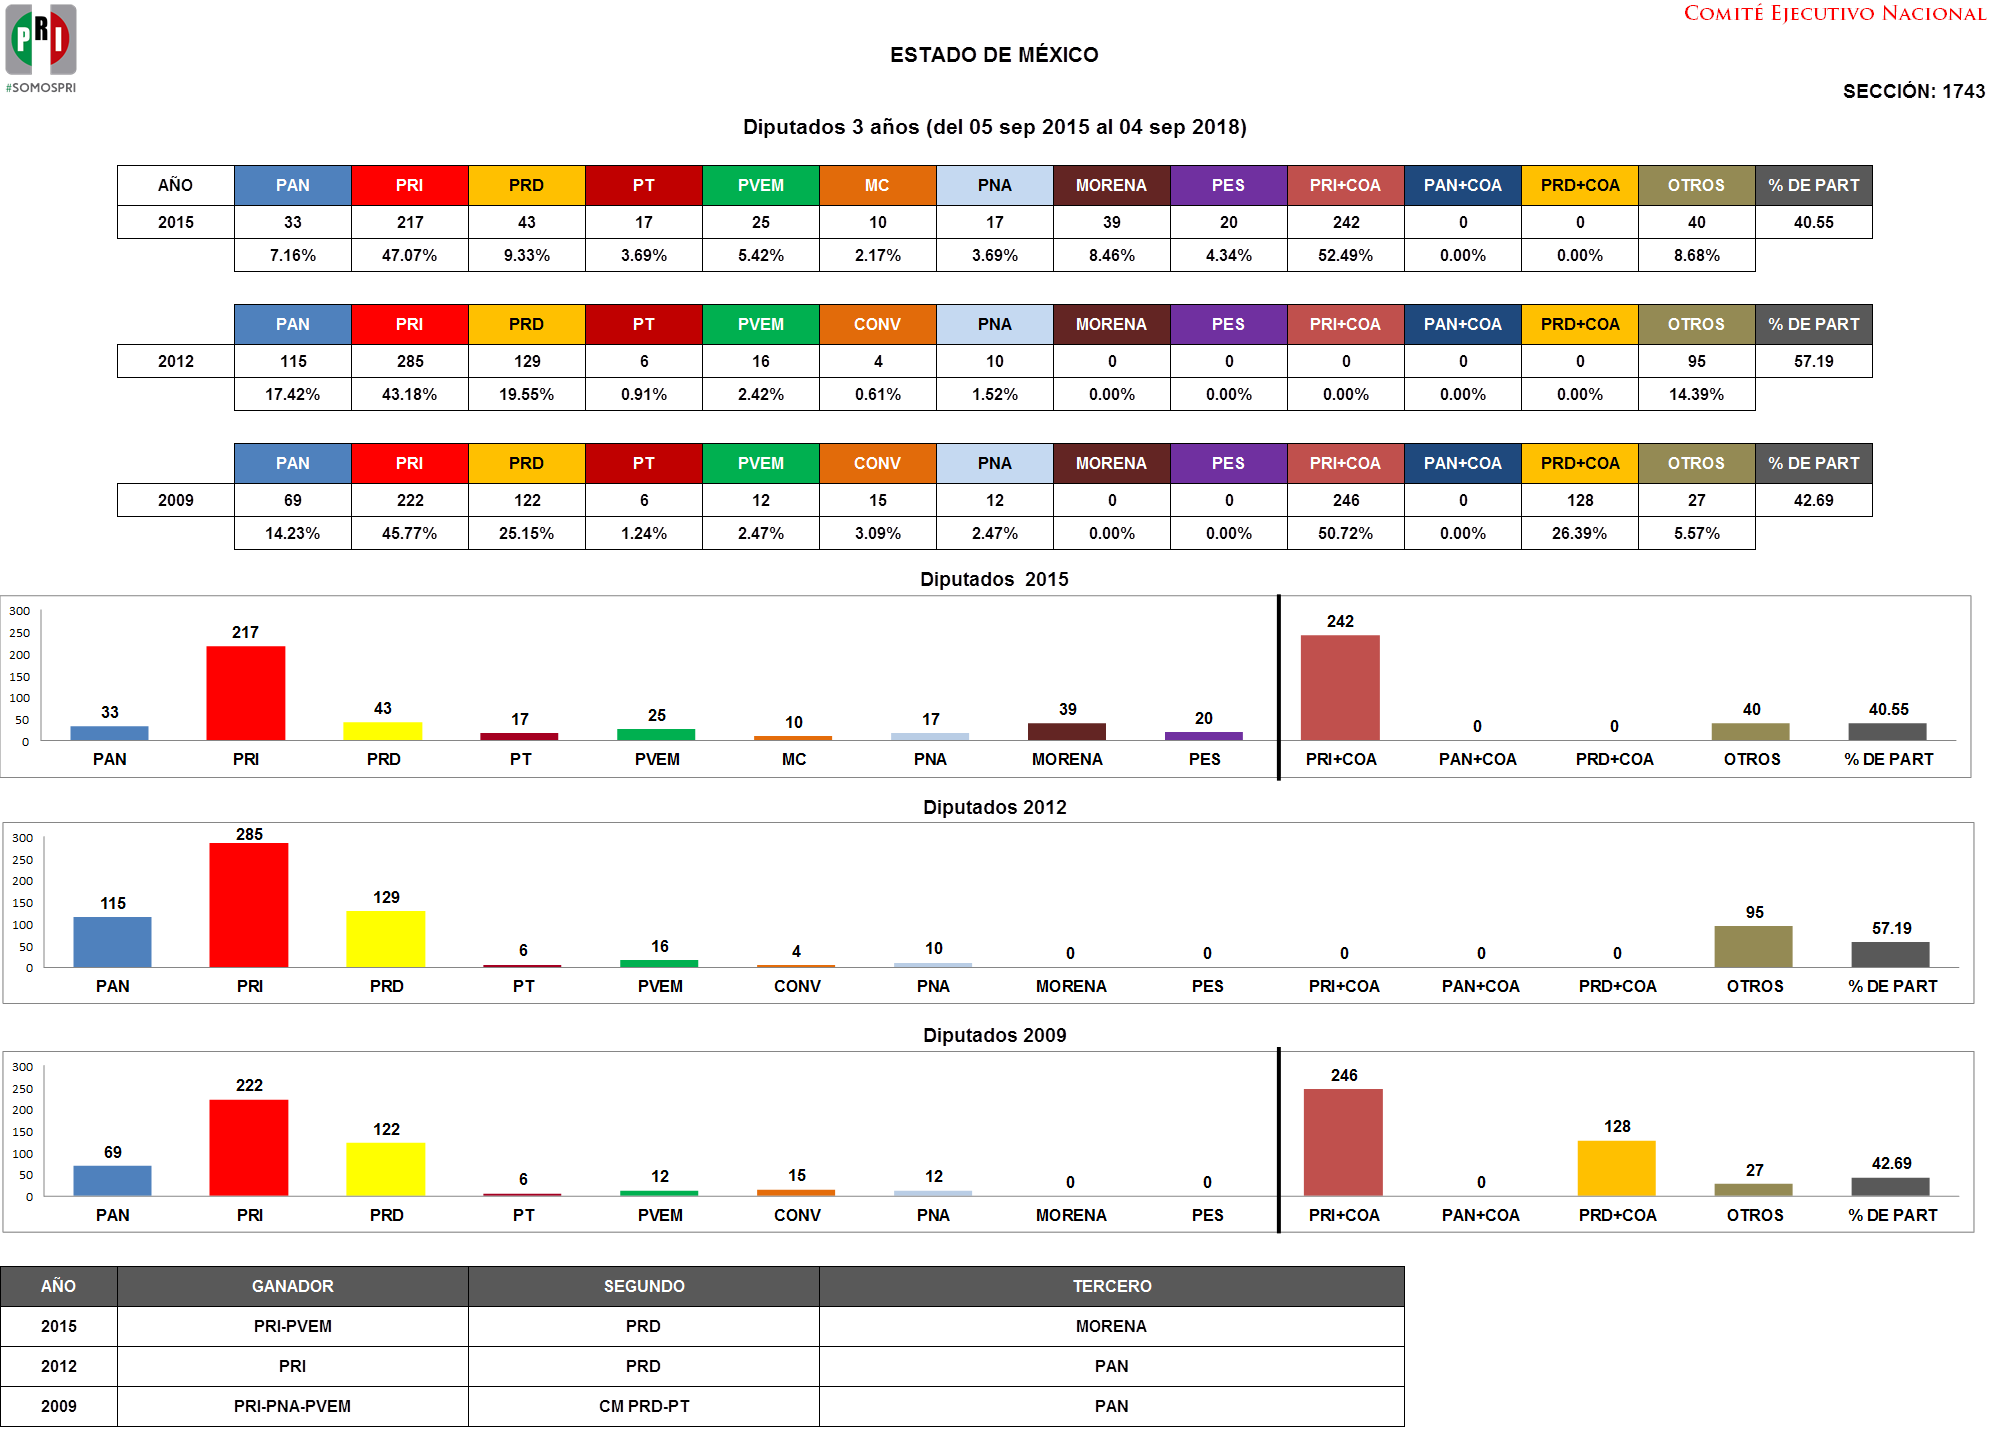 PRI
#SOMOSPRI
COMITÉ EJECUTIVO NACIONAL
ESTADO DE MÉXICO
SECCIÓN: 1743
Diputados 3 años (del 05 sep 2015 al 04 sep 2018)
AÑO PAN PRI PRD PT PVEM MC PNA MORENA PES PRI+COA PAN+COA PRD+COA OTROS % DE PART
2015 33 217 43 17 25 10 17 39 20 242 0 0 40 40.55
7.16% 47.07% 9.33% 3.69% 5.42% 2.17% 3.69% 8.46% 4.34% 52.49% 0.00% 0.00% 8.68%
PAN PRI PRD PT PVEM CONV PNA MORENA PES PRI+COA PAN+COA PRD+COA OTROS % DE PART
2012 115 285 129 6 16 4 10 0 0 0 0 0 95 57.19
17.42% 43.18% 19.55% 0.91% 2.42% 0.61% 1.52% 0.00% 0.00% 0.00% 0.00% 0.00% 14.39%
PAN PRI PRD PT PVEM CONV PNA MORENA PES PRI+COA PAN+COA PRD+COA OTROS % DE PART
2009 69 222 122 6 12 15 12 0 0 246 0 128 27 42.69
14.23% 45.77% 25.15% 1.24% 2.47% 3.09% 2.47% 0.00% 0.00% 50.72% 0.00% 26.39% 5.57%
Diputados 2015
300
250
200
150
100
50
0
33 217 43 17 25 10 17 39 20 242 0 0 40 40.55
PAN PRI PRD PT PVEM MC PNA MORENA PES PRI+COA PAN+COA PRD+COA OTROS % DE PART
Diputados 2012
300
250
200
150
100
50
0
115 285 129 6 16 4 10 0 0 0 0 0 95 57.19
PAN PRI PRD PT PVEM CONV PNA MORENA PES PRI+COA PAN+COA PRD+COA OTROS % DE PART
Diputados 2009
300
250
200
150
100
50
0
69 222 122 6 12 15 12 0 0 246 0 128 27 42.69
PAN PRI PRD PT PVEM CONV PNA MORENA PES PRI+COA PAN+COA PRD+COA OTROS % DE PART
AÑO GANADOR SEGUNDO TERCERO
2015 PRI-PVEM PRD MORENA
2012 PRI PRD PAN
2009 PRI-PNA-PVEM CM PRD-PT PAN